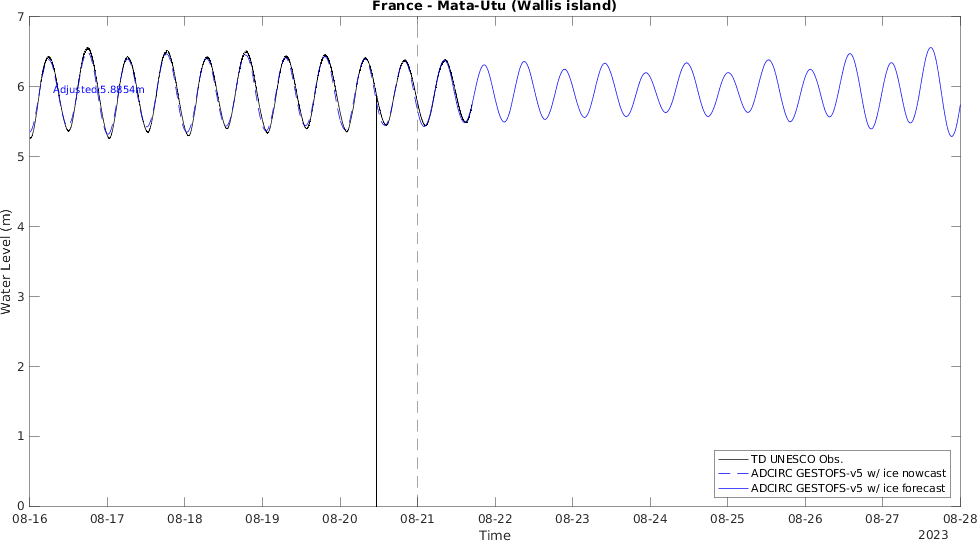 France - Mata-Utu (Wallis island)
7
6
5
4
3
2
1
0
Water Level (m)
Adjusted 5.8854m
TD UNESCO Obs.
ADCIRC GESTOFS-v5 w/ ice nowcast
ADCIRC GESTOFS-v5 w/ ice forecast
08-16 08-17 08-18 08-19 08-20 08-21 08-22 08-23 08-24 08-25 08-26 08-27 08-28
Time
2023